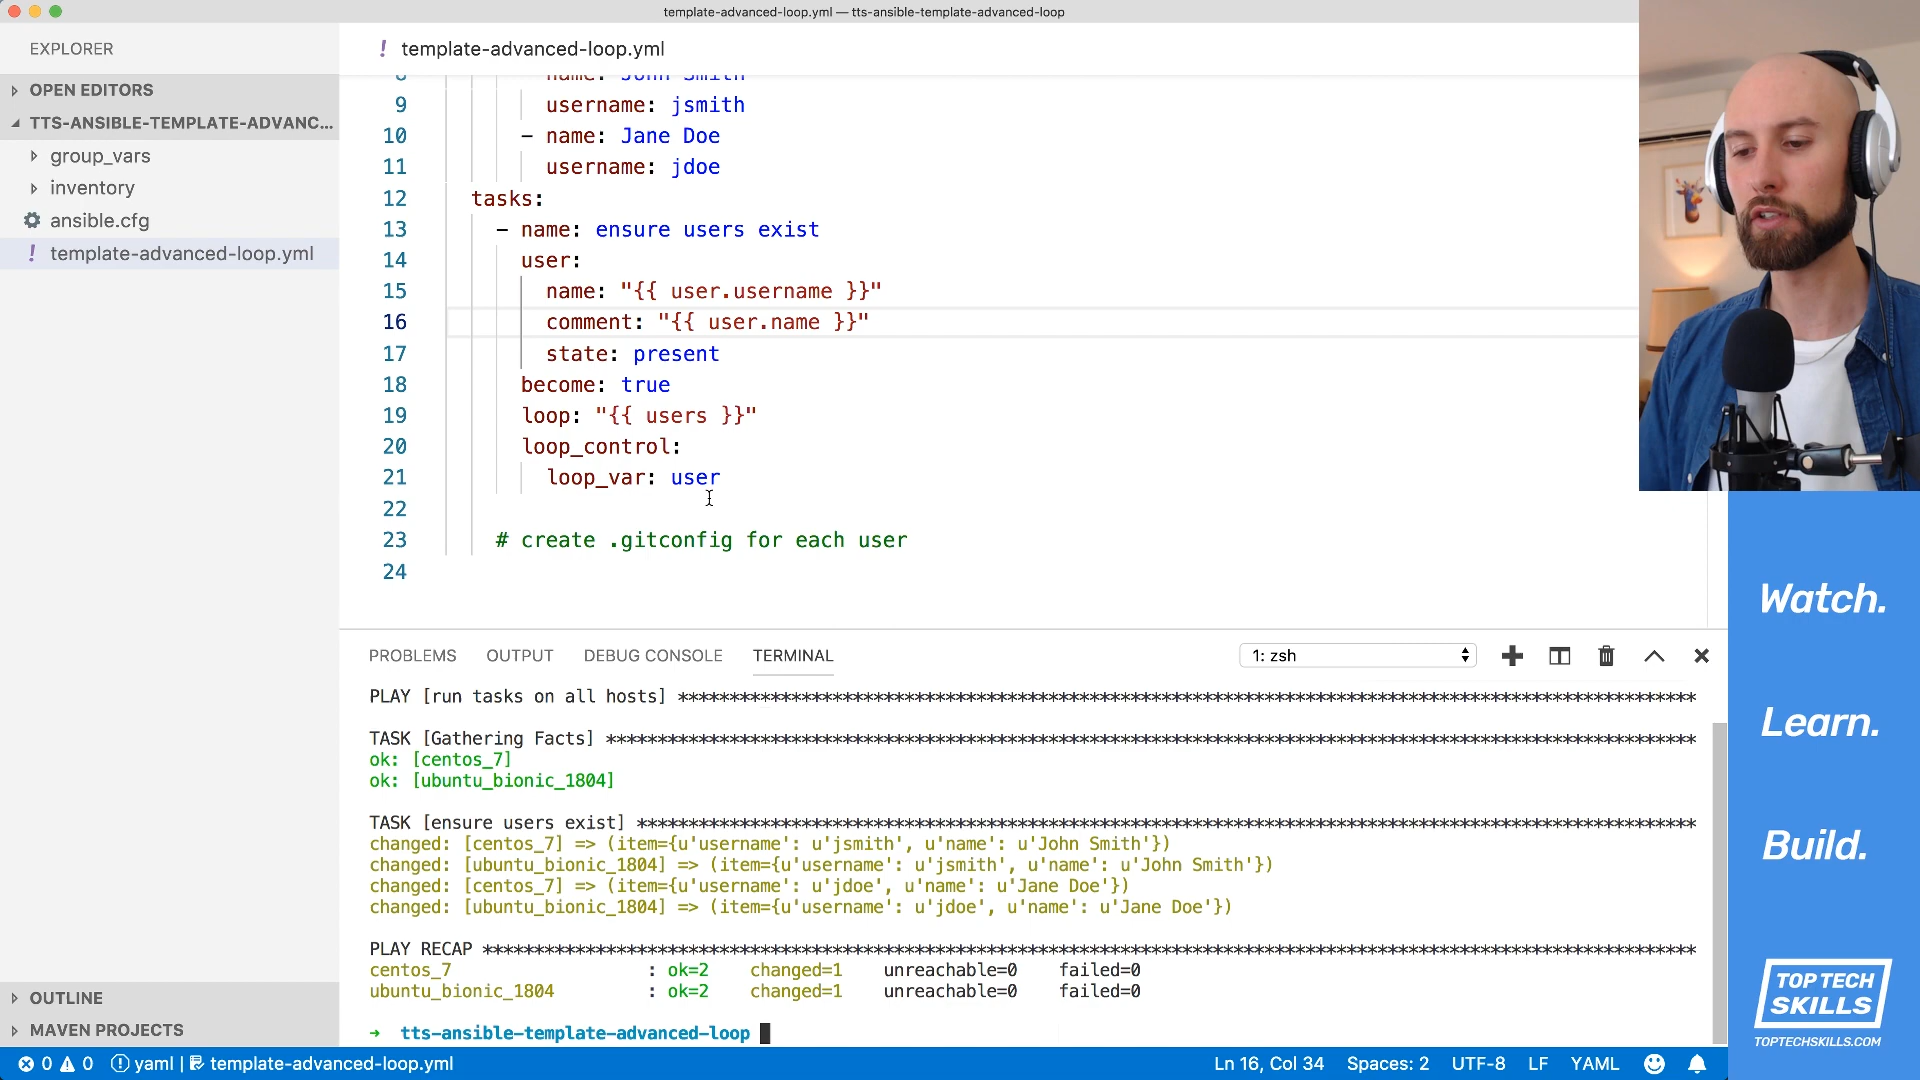 template-advanced-loop.yml — tts-ansible-template-advanced-loop
EXPLORER
OPEN EDITORS
TTS-ANSIBLE-TEMPLATE-ADVANC...
group_vars
inventory
ansible.cfg
! template-advanced-loop.yml
OUTLINE
MAVEN PROJECTS
! template-advanced-loop.yml
8 name: John Smith
9 username: jsmith
10 - name: Jane Doe
11 username: jdoe
12 tasks:
13 - name: ensure users exist
14 user:
15 name: "{{ user.username }}"
16 comment: "{{ user.name }}"
17 state: present
18 become: true
19 loop: "{{ users }}"
20 loop_control:
21 loop_var: user
22
23 # create .gitconfig for each user
24
PROBLEMS OUTPUT DEBUG CONSOLE TERMINAL 1: zsh
PLAY [run tasks on all hosts] ***************************************************************************************************
TASK [Gathering Facts] **********************************************************************************************************
ok: [centos_7]
ok: [ubuntu_bionic_1804]
TASK [ensure users exist] *******************************************************************************************************
changed: [centos_7] => (item={u'username': u'jsmith', u'name': u'John Smith'})
changed: [ubuntu_bionic_1804] => (item={u'username': u'jsmith', u'name': u'John Smith'})
changed: [centos_7] => (item={u'username': u'jdoe', u'name': u'Jane Doe'})
changed: [ubuntu_bionic_1804] => (item={u'username': u'jdoe', u'name': u'Jane Doe'})
PLAY RECAP **********************************************************************************************************************
centos_7 : ok=2 changed=1 unreachable=0 failed=0
ubuntu_bionic_1804 : ok=2 changed=1 unreachable=0 failed=0
→ tts-ansible-template-advanced-loop
0 0 yaml | template-advanced-loop.yml Ln 16, Col 34 Spaces: 2 UTF-8 LF YAML
Watch.
Learn.
Build.
TOP TECH
SKILLS
TOPTECHSKILLS.COM